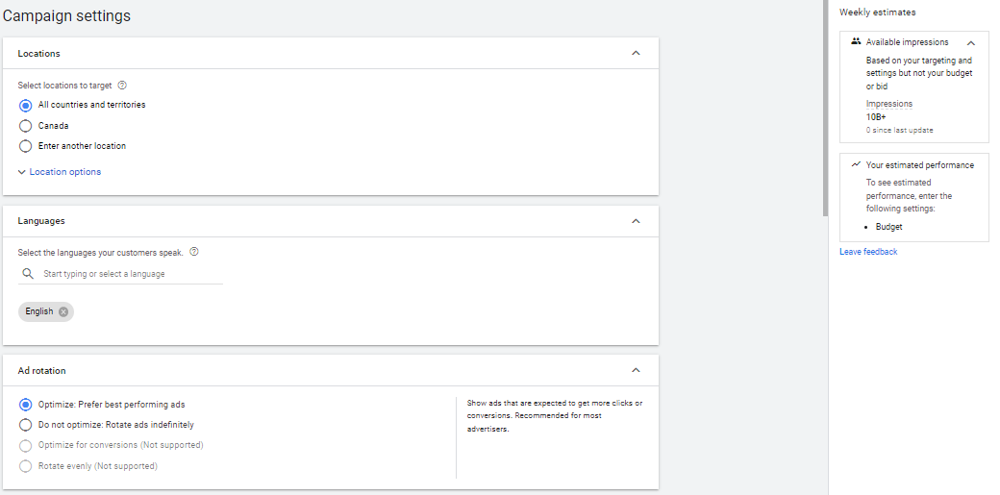 Campaign settings
Locations
Select locations to target
All countries and territories
Canada
Enter another location
Location options
Languages
Select the languages your customers speak.
Start typing or select a language
English
Ad rotation
Optimize: Prefer best performing ads
Do not optimize: Rotate ads indefinitely
Optimize for conversions (Not supported)
Rotate evenly (Not supported)
Show ads that are expected to get more clicks or
conversions. Recommended for most
advertisers.
Weekly estimates
Available impressions
Based on your targeting and
settings but not your budget
or bid
Impressions
10B+
0 since last update
Your estimated performance
To see estimated
performance, enter the
following settings:
• Budget
Leave feedback